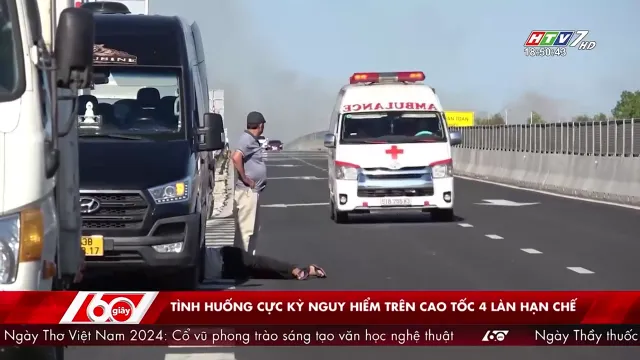 HTV7 HD
18:50:43
AMBULANCE
60 giây
TÌNH HUỐNG CỰC KỲ NGUY HIỂM TRÊN CAO TỐC 4 LÀN HẠN CHẾ
Ngày Thơ Việt Nam 2024: Cổ vũ phong trào sáng tạo văn học nghệ thuật
60
Ngày Thầy thuốc